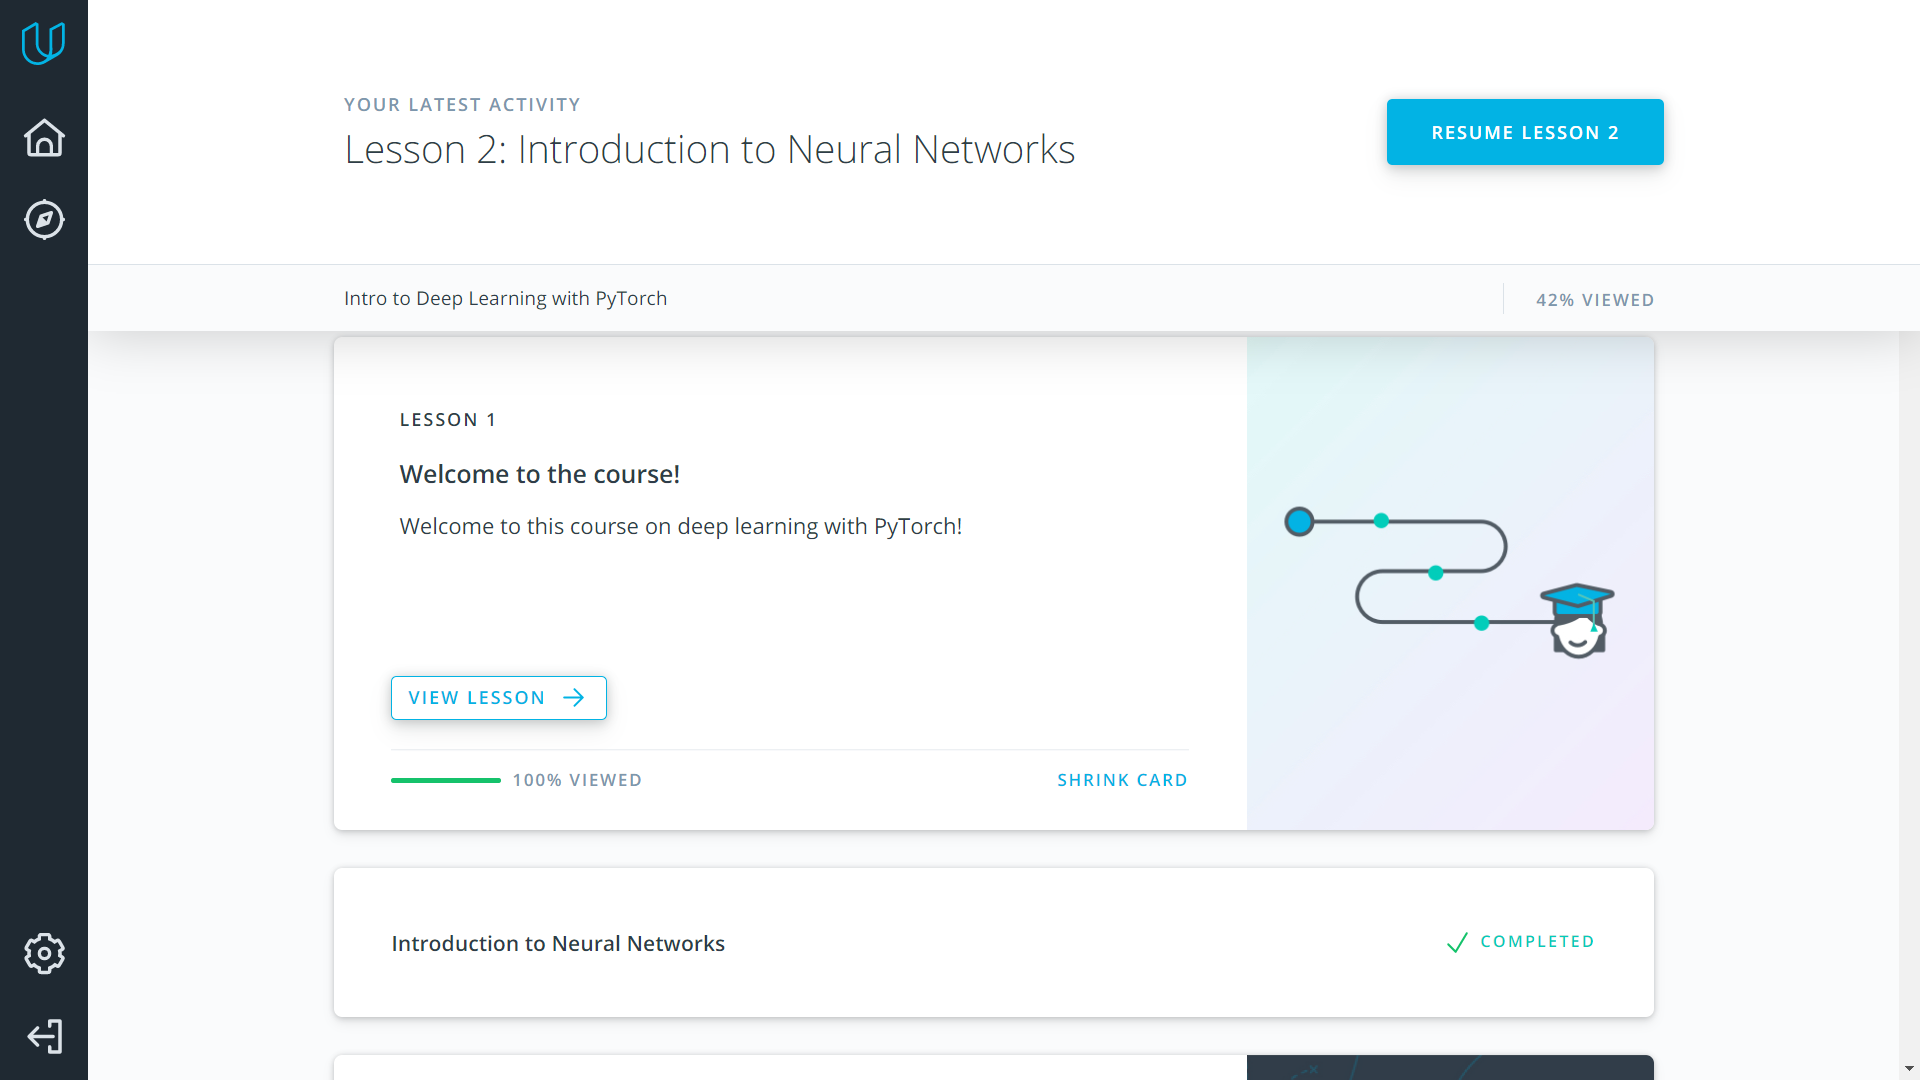 YOUR LATEST ACTIVITY
Lesson 2: Introduction to Neural Networks
RESUME LESSON 2
Intro to Deep Learning with PyTorch
42% VIEWED
LESSON 1
Welcome to the course!
Welcome to this course on deep learning with PyTorch!
VIEW LESSON
100% VIEWED
SHRINK CARD
Introduction to Neural Networks
COMPLETED